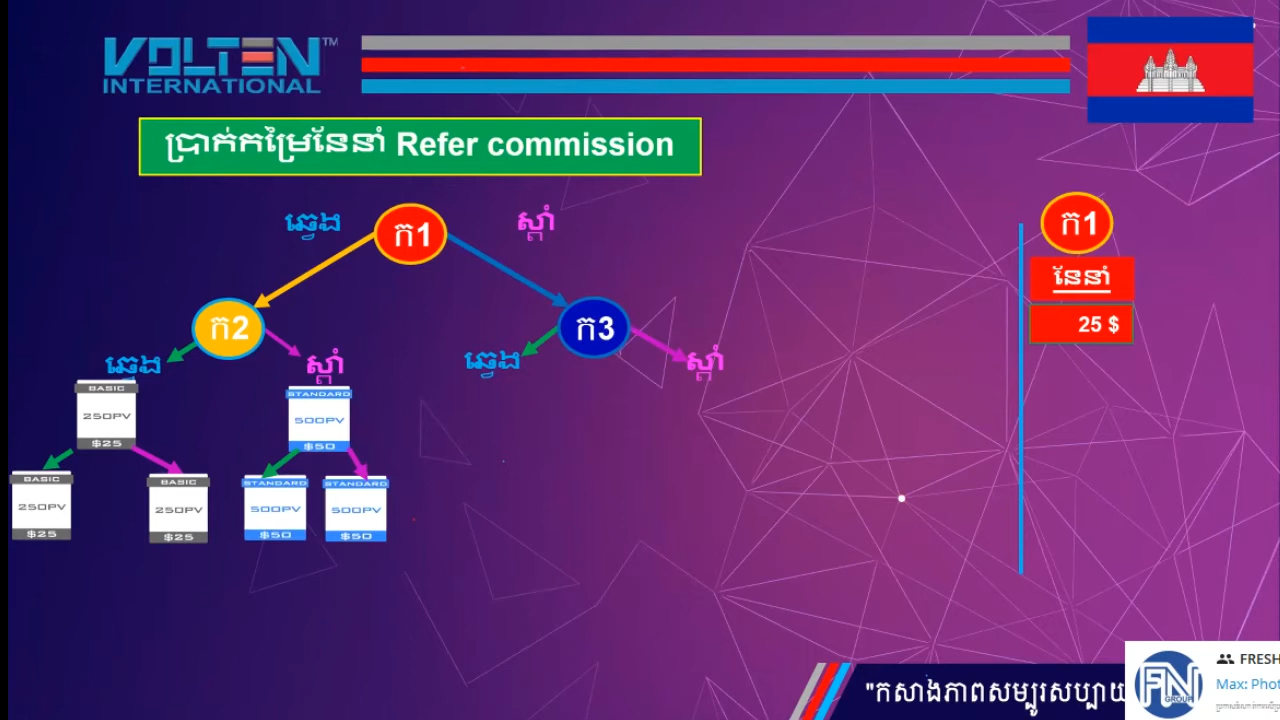 VOLTEN™
INTERNATIONAL
ប្រាក់កម្រៃនែនាំ Refer commission
ឆ្វេង
ក1
ស្តាំ
ក2
ក3
ឆ្វេង
ស្តាំ
ឆ្វេង
ស្តាំ
BASIC
250PV
$25
STANDARD
500PV
$50
BASIC
250PV
$25
BASIC
250PV
$25
STANDARD
500PV
$50
STANDARD
500PV
$50
ក1
នែនាំ
25 $
"កសាងភាពសម្បូរសប្បាយ
FN
GROUP
FRESH
Max: Phot